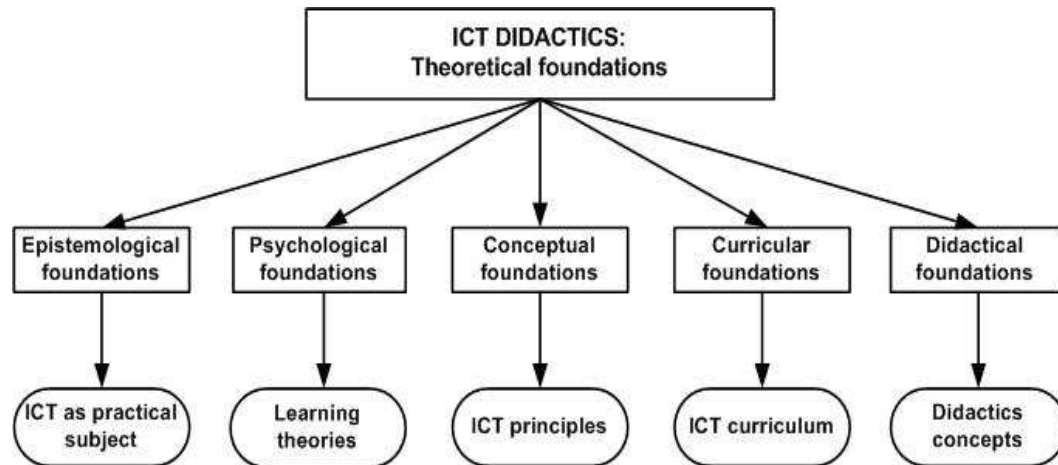 ICT DIDACTICS:
Theoretical foundations
Epistemological
foundations
Psychological
foundations
Conceptual
foundations
Curricular
foundations
Didactical
foundations
ICT as practical
subject
Learning
theories
ICT principles
ICT curriculum
Didactics
concepts